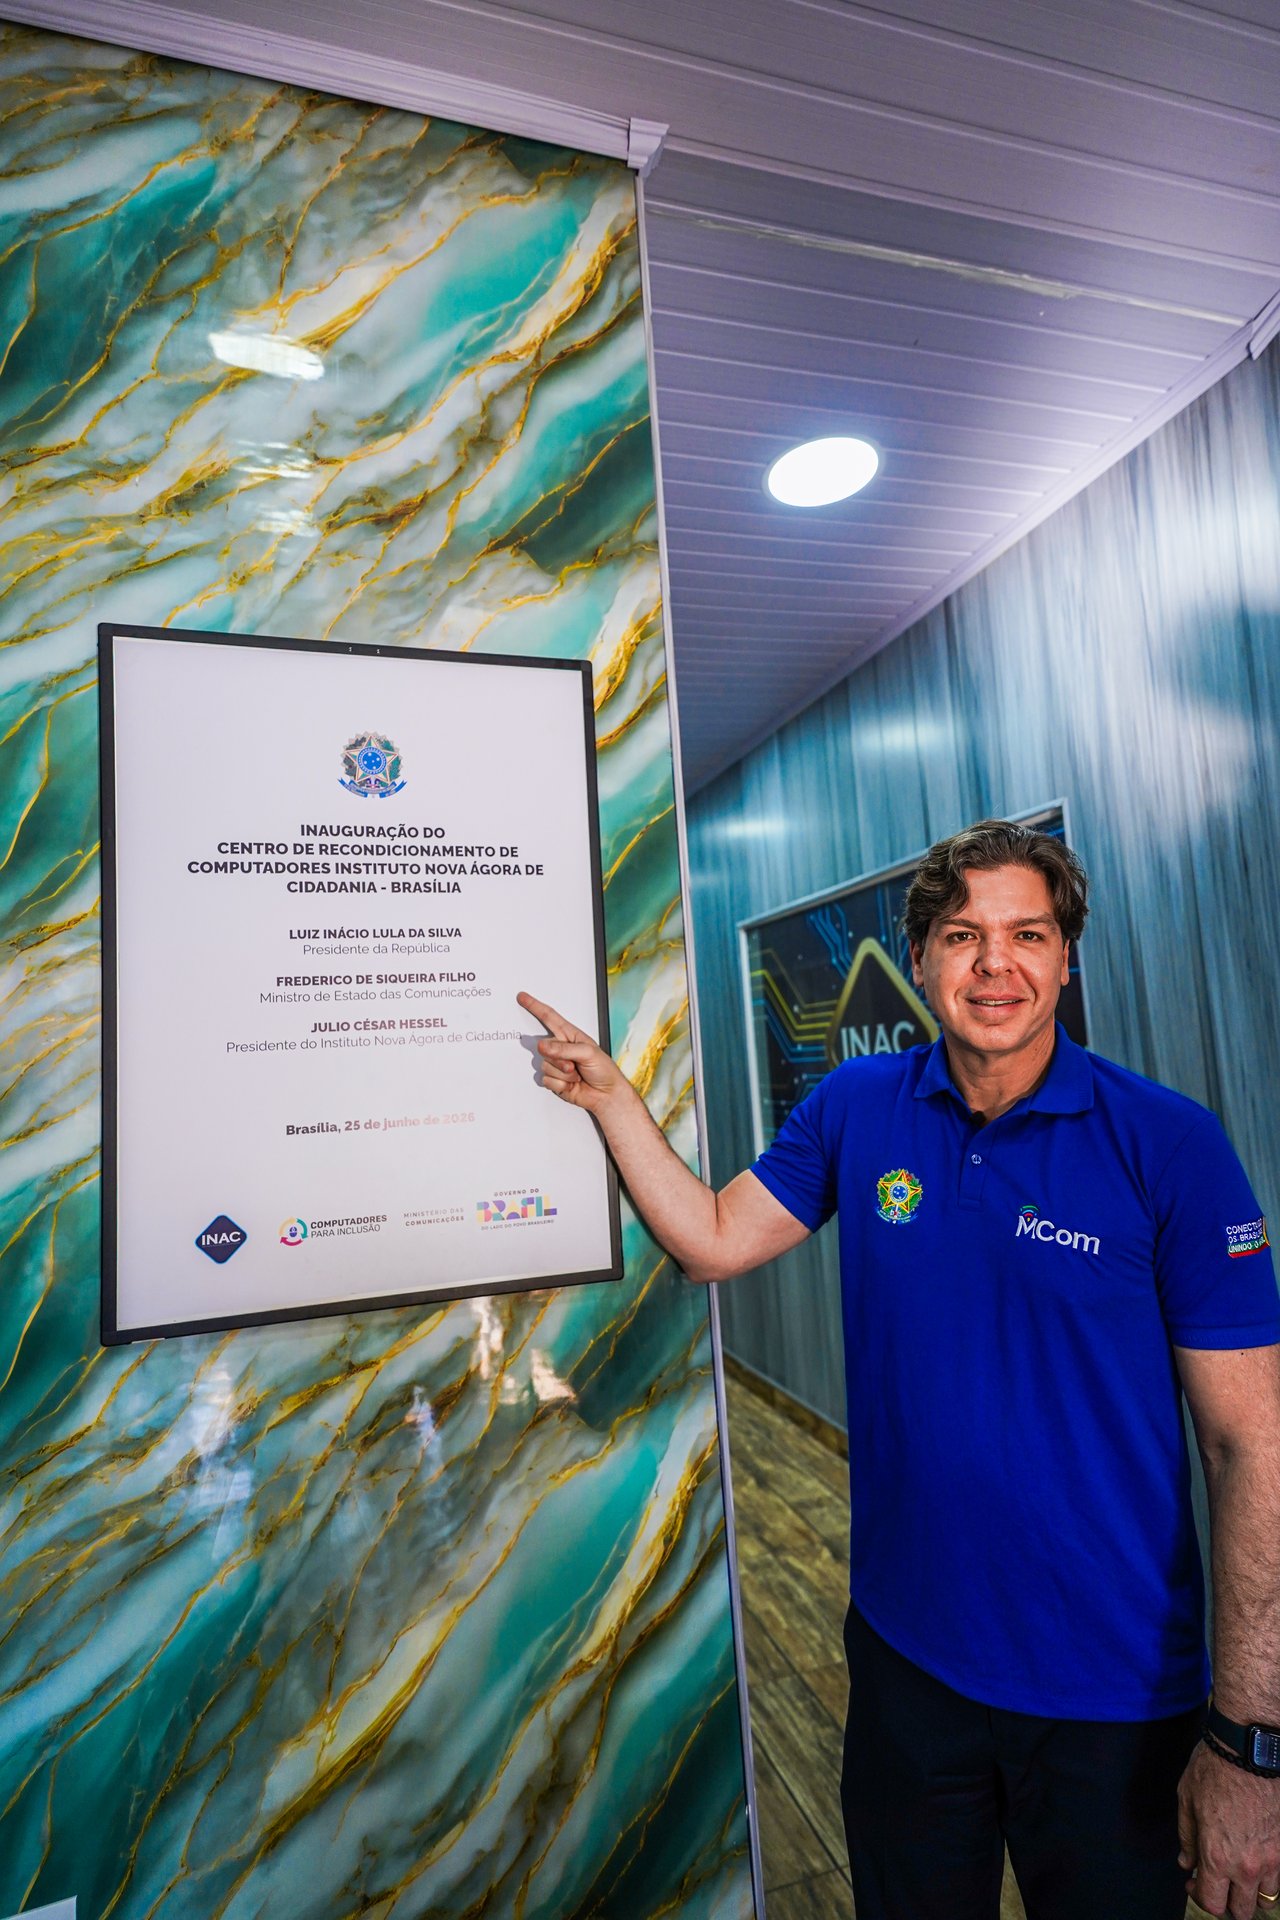 INAUGURAÇÃO DO
CENTRO DE RECONDICIONAMENTO DE
COMPUTADORES INSTITUTO NOVA ÁGORA DE
CIDADANIA - BRASÍLIA
LUIZ INÁCIO LULA DA SILVA
Presidente da República
FREDERICO DE SIQUEIRA FILHO
Ministro de Estado das Comunicações
JULIO CÉSAR HESSEL
Presidente do Instituto Nova Ágora de Cidadania
Brasília, 25 de junho de 2026
INAC
COMPUTADORES
PARA INCLUSÃO
MINISTÉRIO DAS
COMUNICAÇÕES
GOVERNO DO
BRASIL
DO LADO DO POVO BRASILEIRO
INAC
MCom
OS
UNINDO O